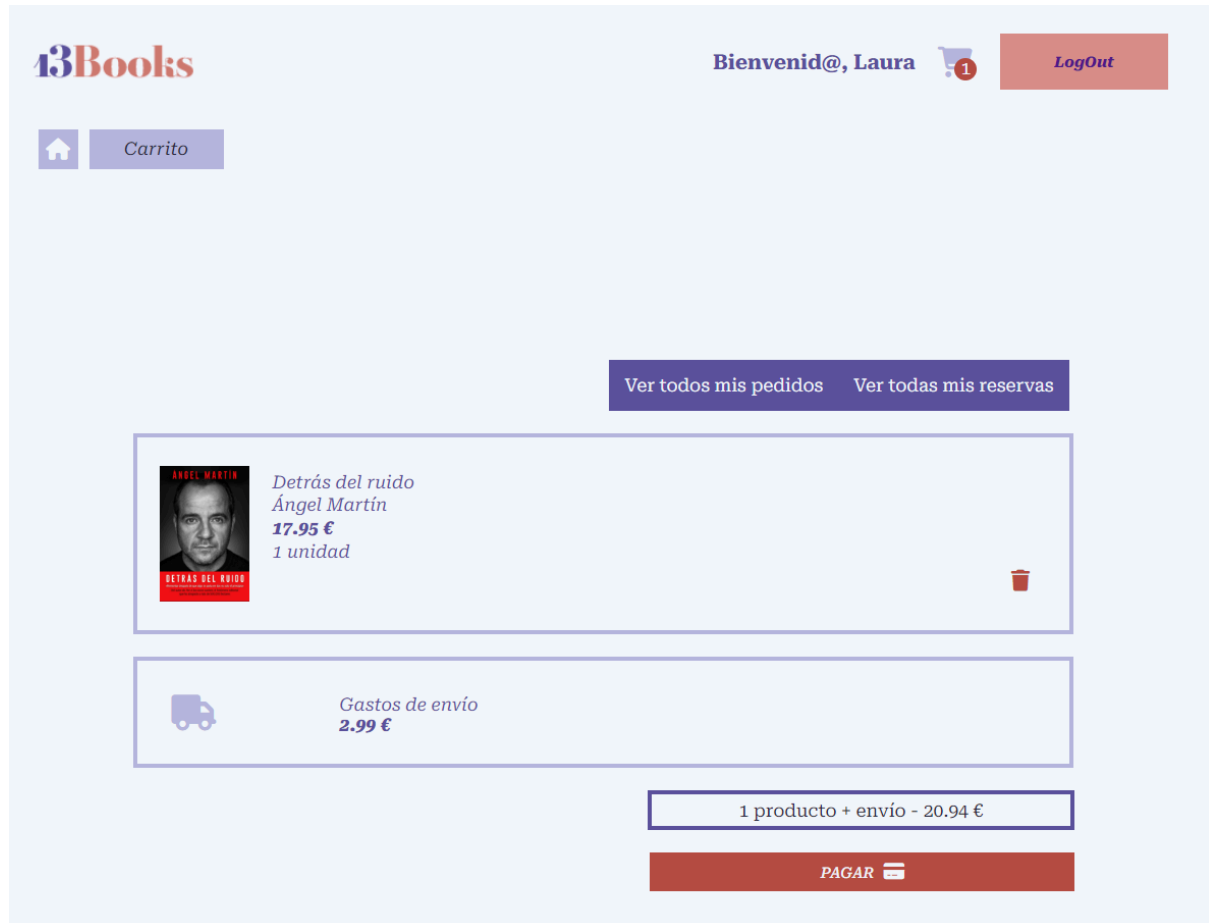 13Books
Bienvenid@, Laura
1
LogOut
Carrito
Ver todos mis pedidos Ver todas mis reservas
ÁNGEL MARTÍN
DETRÁS DEL RUIDO
Detrás del ruido
Ángel Martín
17.95 €
1 unidad
Gastos de envío
2.99 €
1 producto + envío - 20.94 €
PAGAR